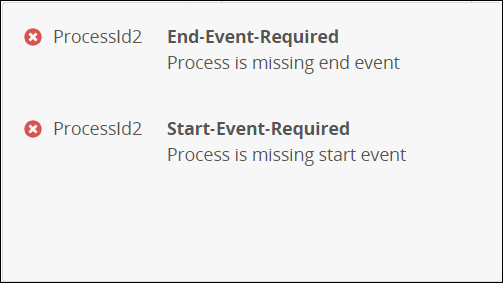 ProcessId2 End-Event-Required
Process is missing end event
ProcessId2 Start-Event-Required
Process is missing start event